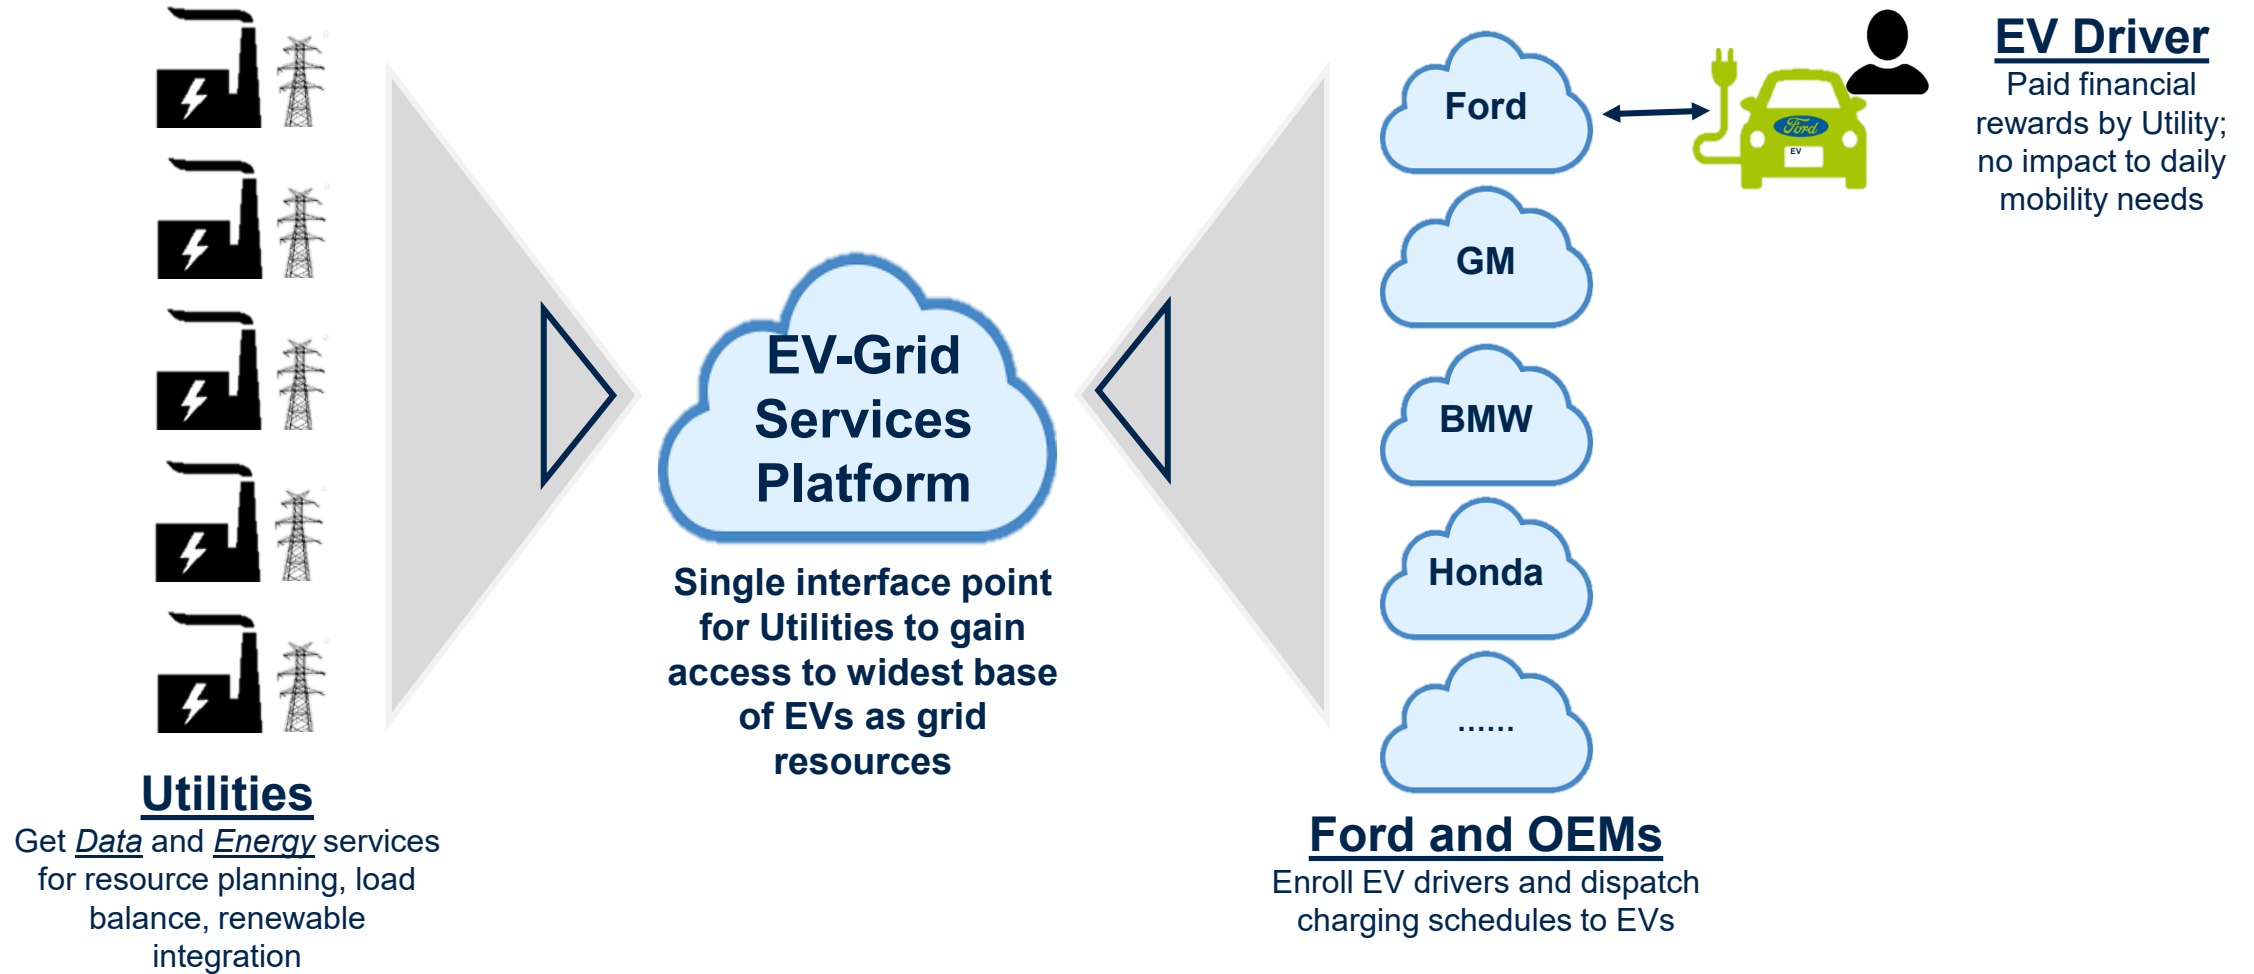 EV Driver
Paid financial
rewards by Utility;
no impact to daily
mobility needs
Ford
Ford
EV
GM
BMW
Honda
......
EV-Grid
Services
Platform
Single interface point
for Utilities to gain
access to widest base
of EVs as grid
resources
Utilities
Get Data and Energy services
for resource planning, load
balance, renewable
integration
Ford and OEMs
Enroll EV drivers and dispatch
charging schedules to EVs